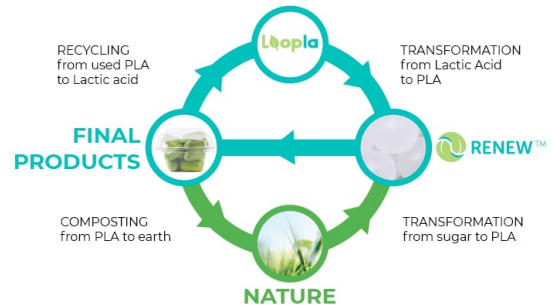 Loopla
RECYCLING
from used PLA
to Lactic acid
TRANSFORMATION
from Lactic Acid
to PLA
FINAL
PRODUCTS
RENEW™
COMPOSTING
from PLA to earth
TRANSFORMATION
from sugar to PLA
NATURE